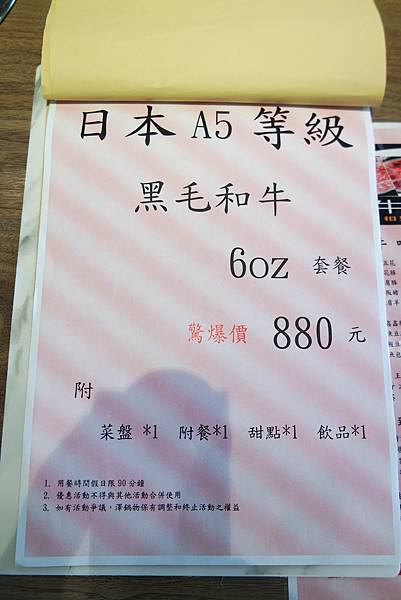 日本 A5 等級
黑毛和牛
6oz 套餐
驚爆價 880 元
附
菜盤 *1 附餐*1 甜點*1 飲品*1
1. 用餐時間假日限 90 分鐘
2. 優惠活動不得與其他活動合併使用
3. 如有活動爭議，澤鍋物保有調整和終止活動之權益
牛